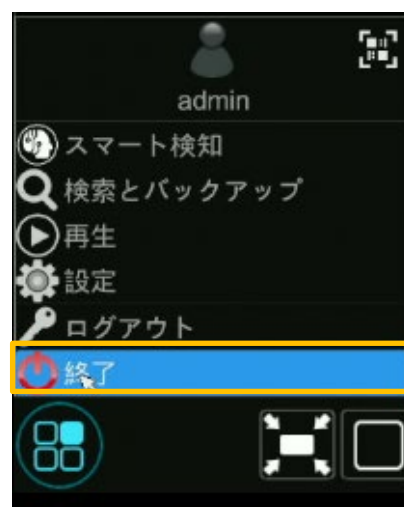 admin
スマート検知
検索とバックアップ
再生
設定
ログアウト
終了